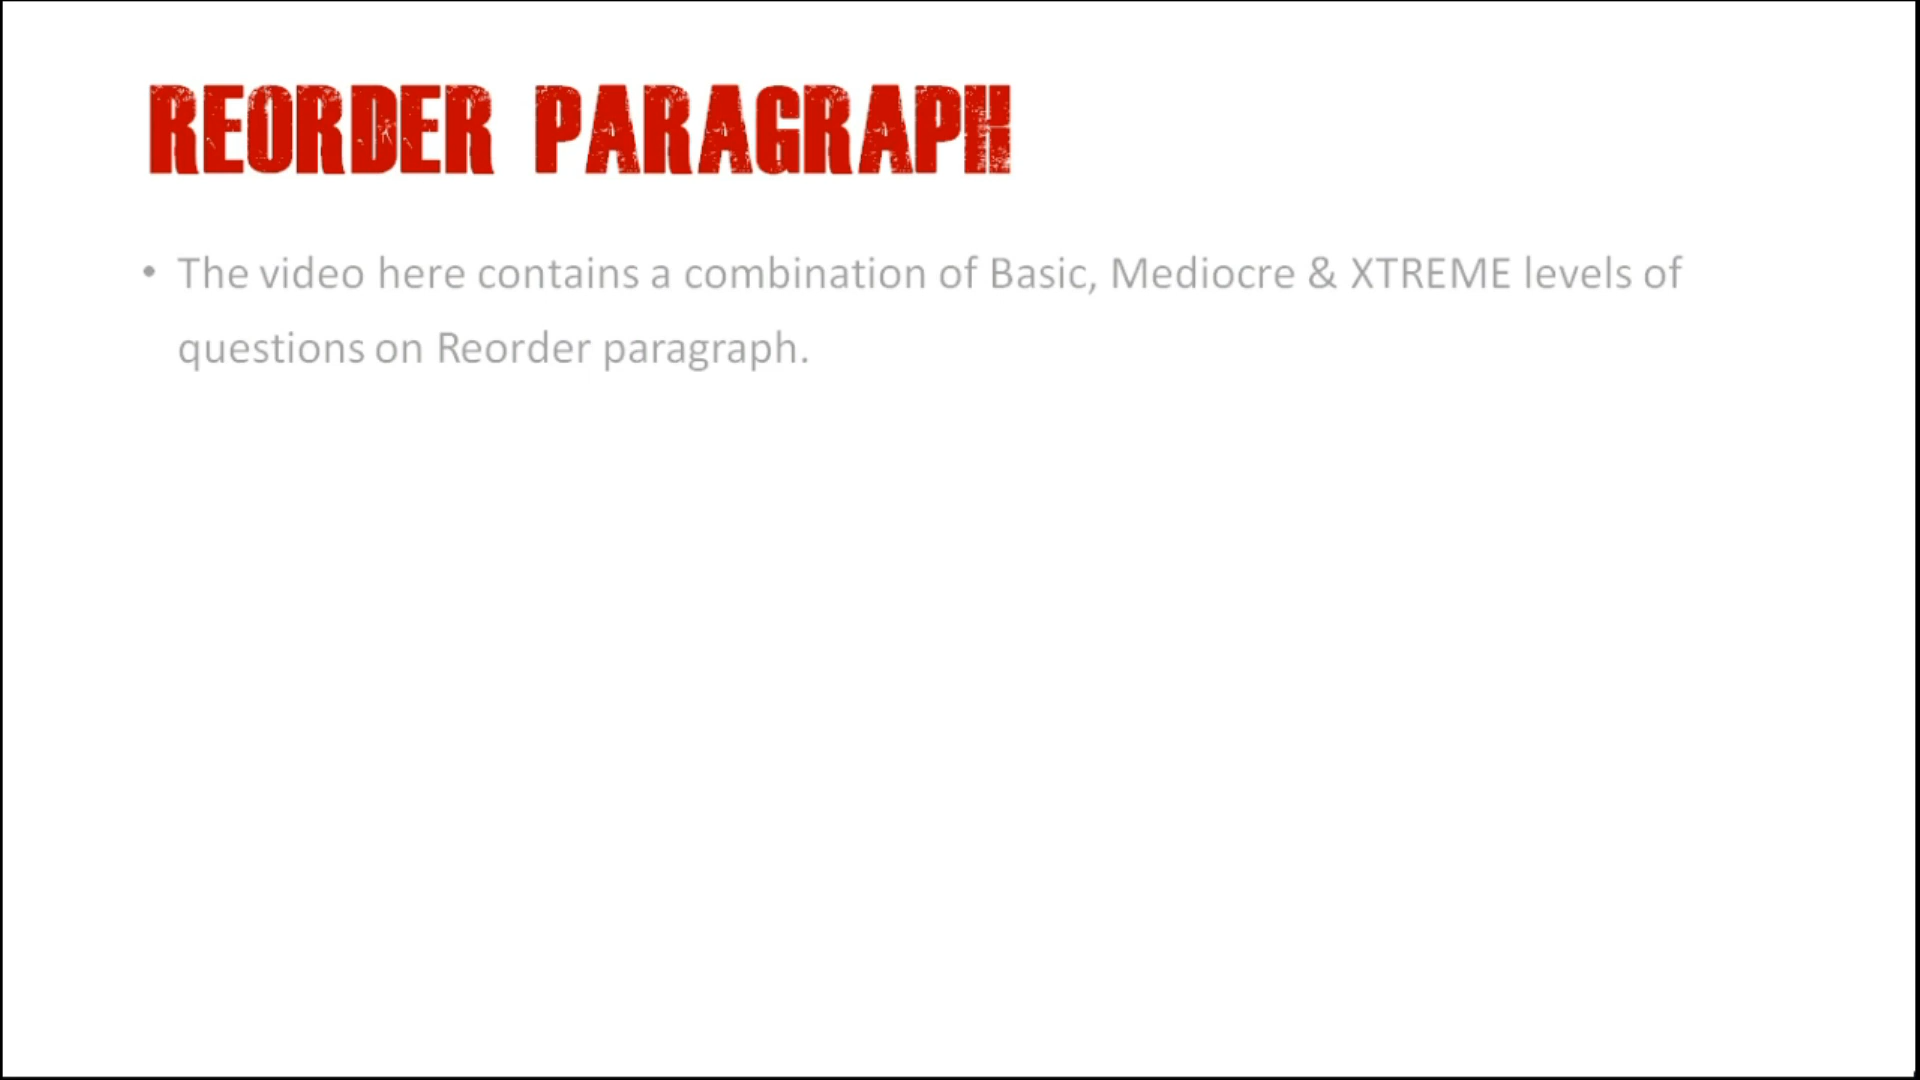 REORDER PARAGRAPH
• The video here contains a combination of Basic, Mediocre & XTREME levels of
questions on Reorder paragraph.